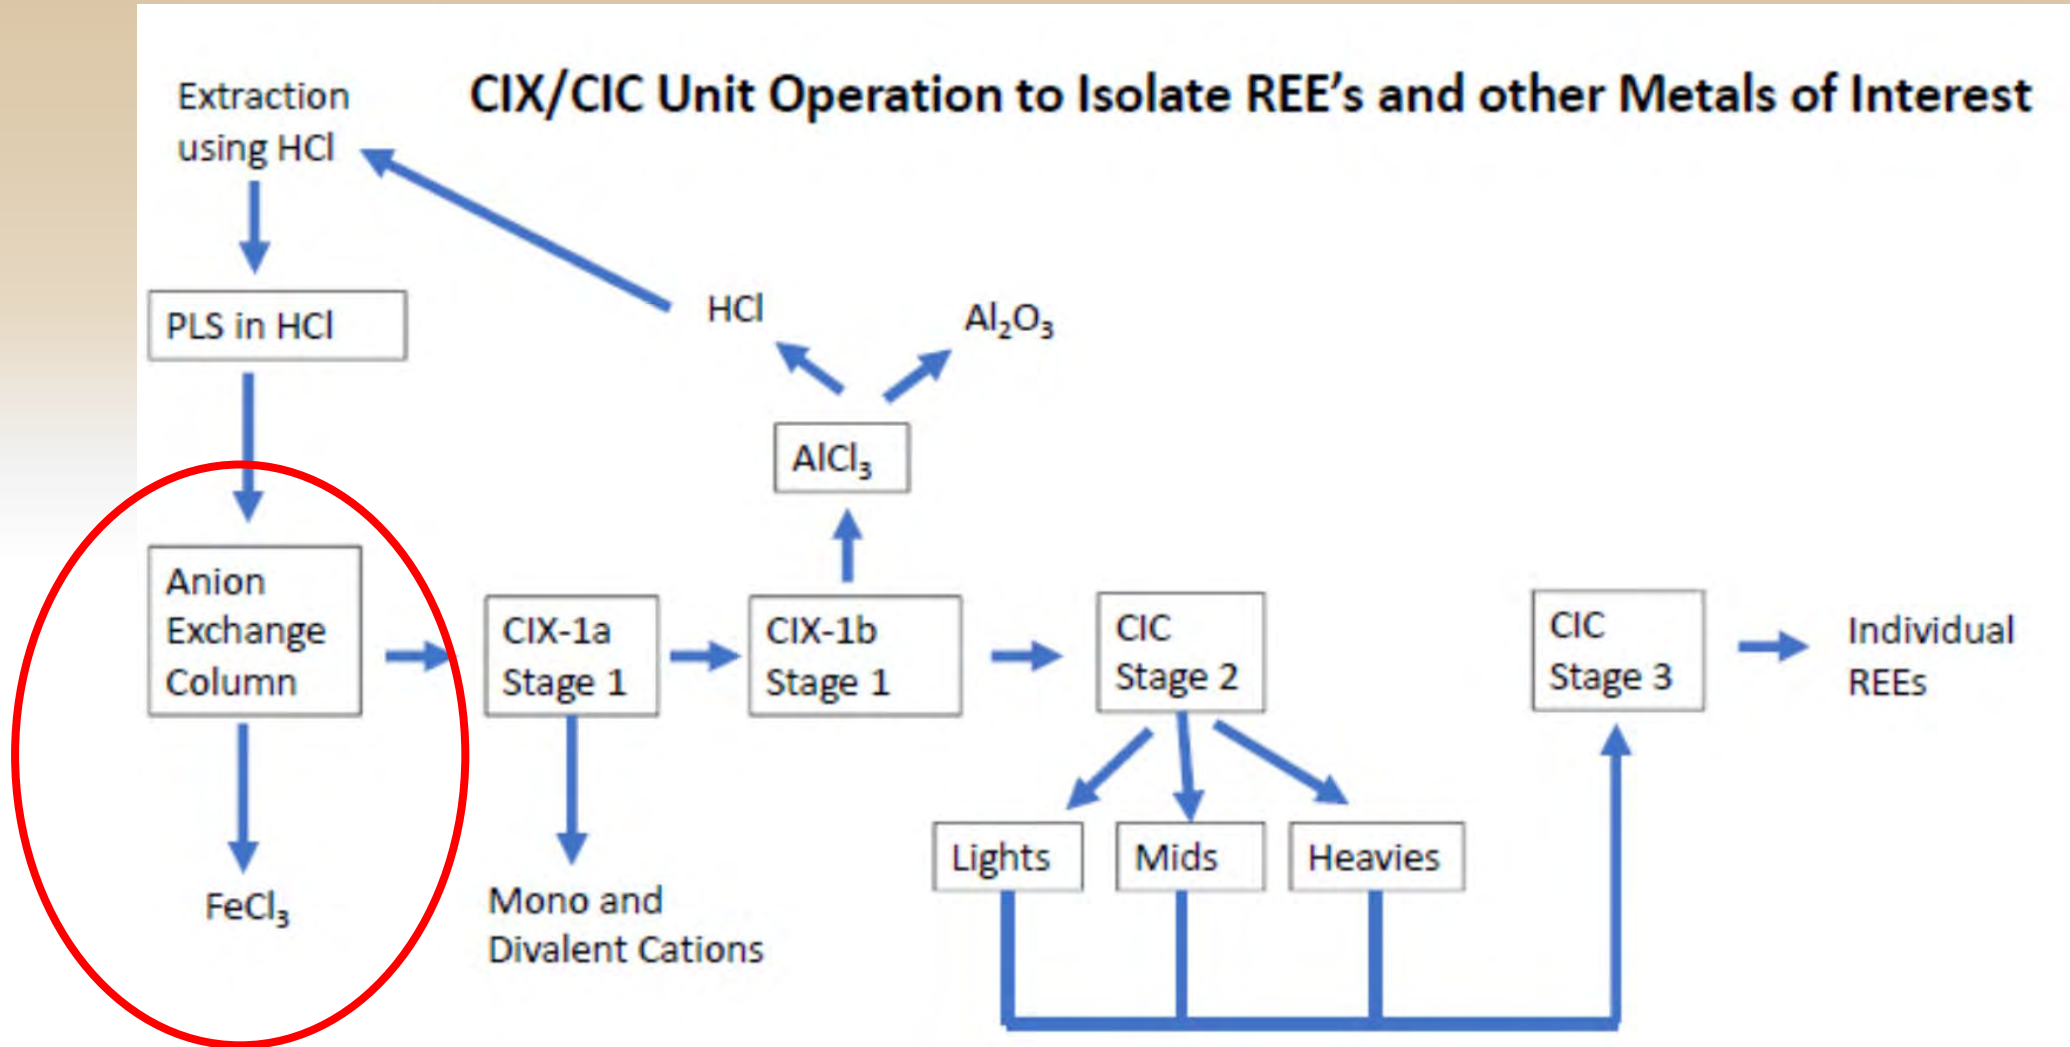 CIX/CIC Unit Operation to Isolate REE's and other Metals of Interest
Extraction
using HCl
PLS in HCl
HCl
Al₂O₃
AlCl₃
Anion
Exchange
Column
FeCl₃
CIX-1a
Stage 1
Mono and
Divalent Cations
CIX-1b
Stage 1
CIC
Stage 2
Lights
Mids
Heavies
CIC
Stage 3
Individual
REEs